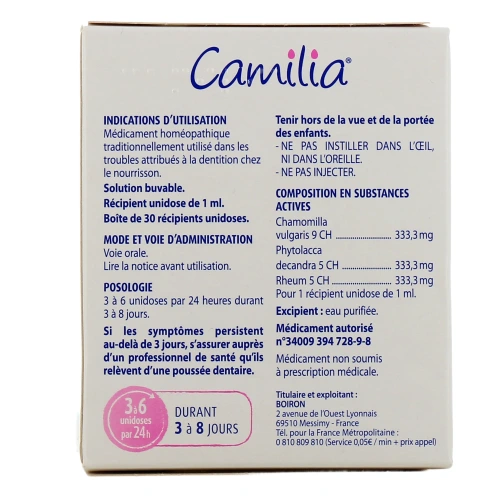 Camilia®
INDICATIONS D'UTILISATION
Médicament homéopathique
traditionnellement utilisé dans les
troubles attribués à la dentition chez
le nourrisson.
Solution buvable.
Récipient unidose de 1 ml.
Boîte de 30 récipients unidoses.
MODE ET VOIE D'ADMINISTRATION
Voie orale.
Lire la notice avant utilisation.
POSOLOGIE
3 à 6 unidoses par 24 heures durant
3 à 8 jours.
Si les symptômes persistent
au-delà de 3 jours, s'assurer auprès
d'un professionnel de santé qu'ils
relèvent d'une poussée dentaire.
3 à 6
unidoses
par 24h
DURANT
3 à 8 JOURS
Tenir hors de la vue et de la portée
des enfants.
- NE PAS INSTILLER DANS L'ŒIL,
NI DANS L'OREILLE.
- NE PAS INJECTER.
COMPOSITION EN SUBSTANCES
ACTIVES
Chamomilla
vulgaris 9 CH ..................... 333,3 mg
Phytolacca
decandra 5 CH ................... 333,3 mg
Rheum 5 CH ....................... 333,3 mg
Pour 1 récipient unidose de 1 ml.
Excipient : eau purifiée.
Médicament autorisé
n°34009 394 728-9-8
Médicament non soumis
à prescription médicale.
Titulaire et exploitant :
BOIRON
2 avenue de l'Ouest Lyonnais
69510 Messimy - France
Tél. pour la France Métropolitaine :
0 810 809 810 (Service 0,05€ / min + prix appel)